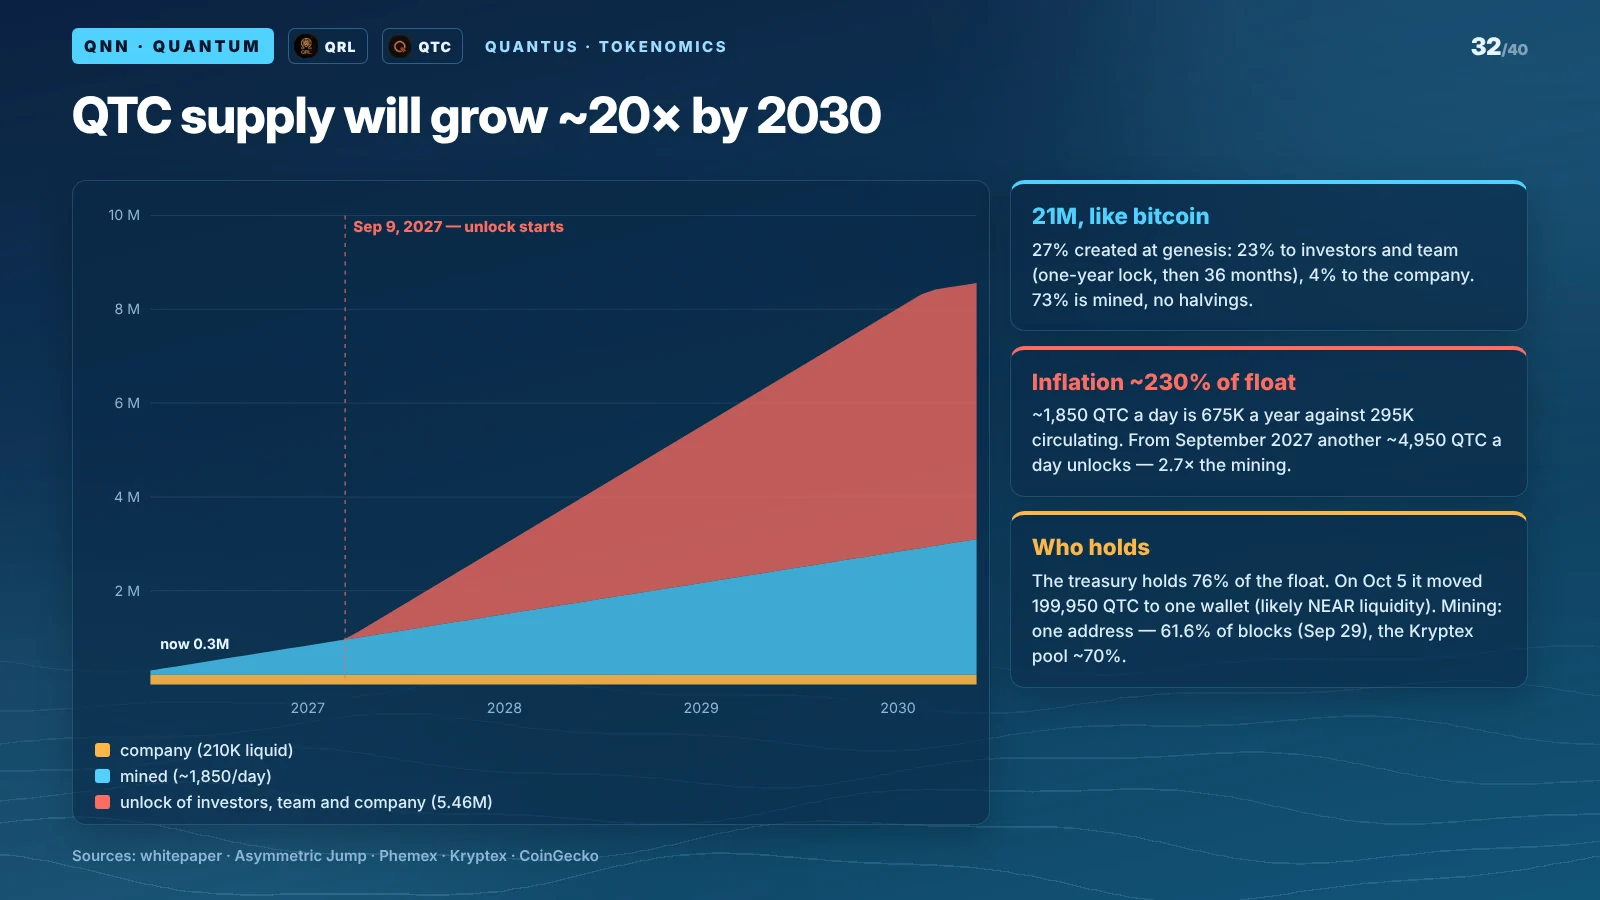 QNN · QUANTUM
QRL
QTC
QUANTUS · TOKENOMICS
32/40
QTC supply will grow ~20× by 2030
10 M
8 M
6 M
4 M
2 M
Sep 9, 2027 — unlock starts
now 0.3M
2027
2028
2029
2030
company (210K liquid)
mined (~1,850/day)
unlock of investors, team and company (5.46M)
21M, like bitcoin
27% created at genesis: 23% to investors and team
(one-year lock, then 36 months), 4% to the company.
73% is mined, no halvings.
Inflation ~230% of float
~1,850 QTC a day is 675K a year against 295K
circulating. From September 2027 another ~4,950 QTC a
day unlocks — 2.7× the mining.
Who holds
The treasury holds 76% of the float. On Oct 5 it moved
199,950 QTC to one wallet (likely NEAR liquidity). Mining:
one address — 61.6% of blocks (Sep 29), the Kryptex
pool ~70%.
Sources: whitepaper · Asymmetric Jump · Phemex · Kryptex · CoinGecko